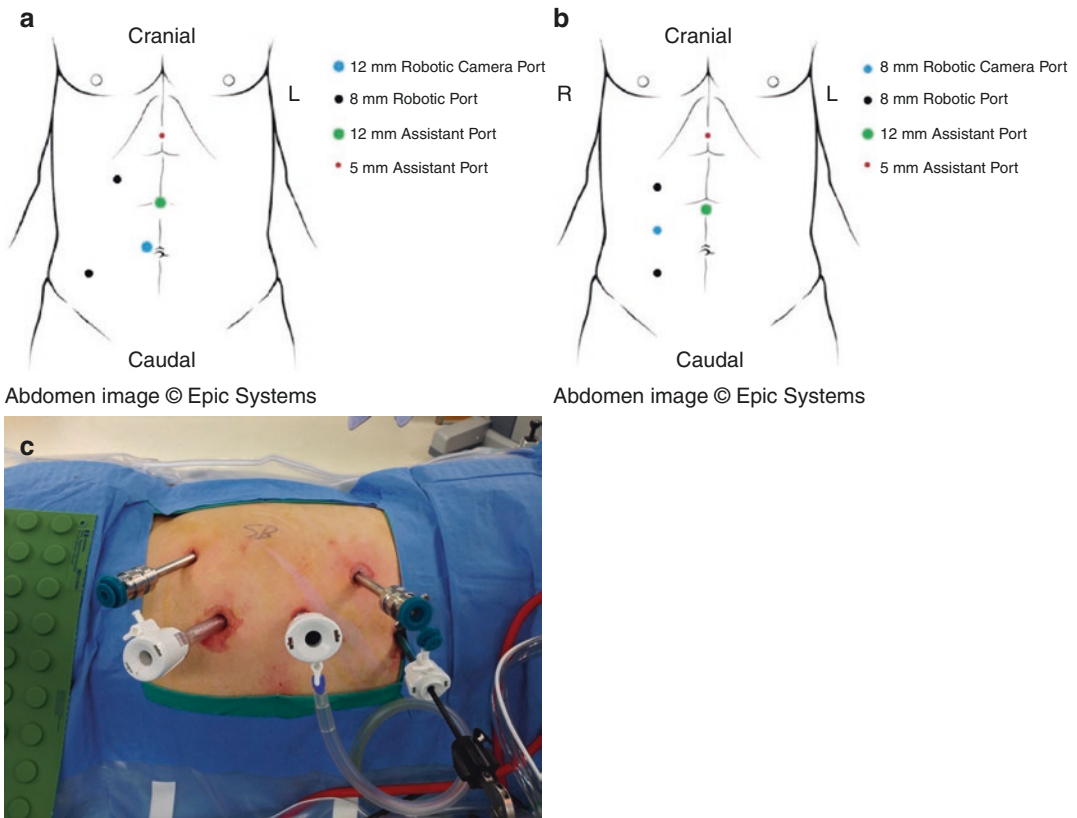 a
Cranial
L
12 mm Robotic Camera Port
8 mm Robotic Port
12 mm Assistant Port
5 mm Assistant Port
Caudal
Abdomen image © Epic Systems
b
Cranial
R
L
8 mm Robotic Camera Port
8 mm Robotic Port
12 mm Assistant Port
5 mm Assistant Port
Caudal
Abdomen image © Epic Systems
c
SB